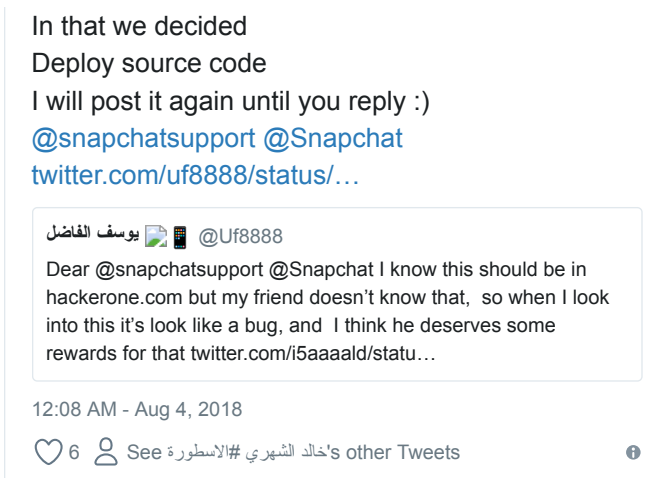 In that we decided
Deploy source code
I will post it again until you reply :)
@snapchatsupport @Snapchat
twitter.com/uf8888/status/…
يوسف الفاضل @Uf8888
Dear @snapchatsupport @Snapchat I know this should be in
hackerone.com but my friend doesn’t know that, so when I look
into this it’s look like a bug, and I think he deserves some
rewards for that twitter.com/i5aaaald/statu…
12:08 AM - Aug 4, 2018
6 See خالد الشهري #الاسطورة's other Tweets